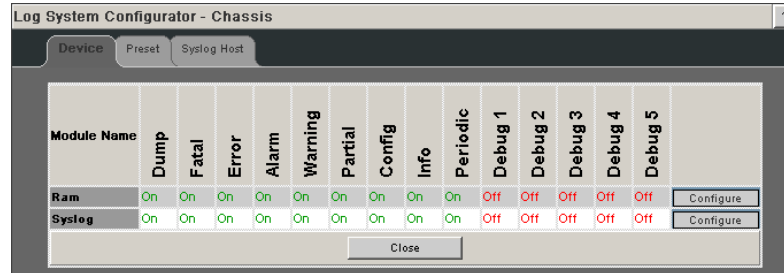 Log System Configurator - Chassis
Device Preset Syslog Host
Module Name Dump Fatal Error Alarm Warning Partial Config Info Periodic Debug 1 Debug 2 Debug 3 Debug 4 Debug 5
Ram On On On On On On On On On Off Off Off Off Off Configure
Syslog On On On On On On On On On Off Off Off Off Off Configure
Close